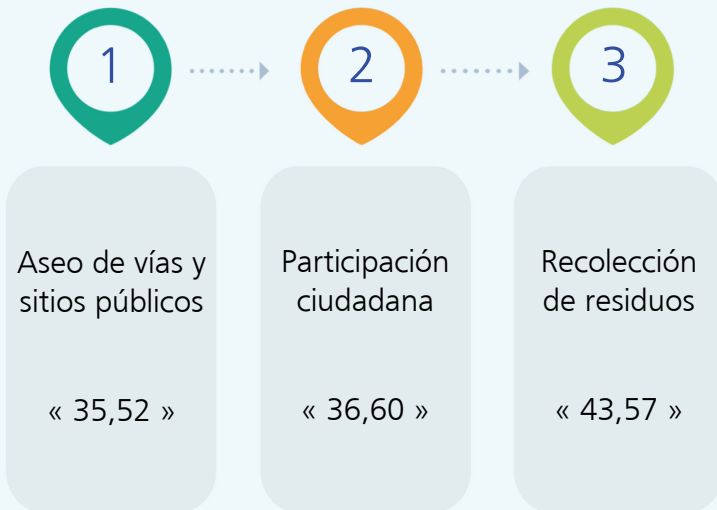 1
2
3
Aseo de vías y
sitios públicos
« 35,52 »
Participación
ciudadana
« 36,60 »
Recolección
de residuos
« 43,57 »